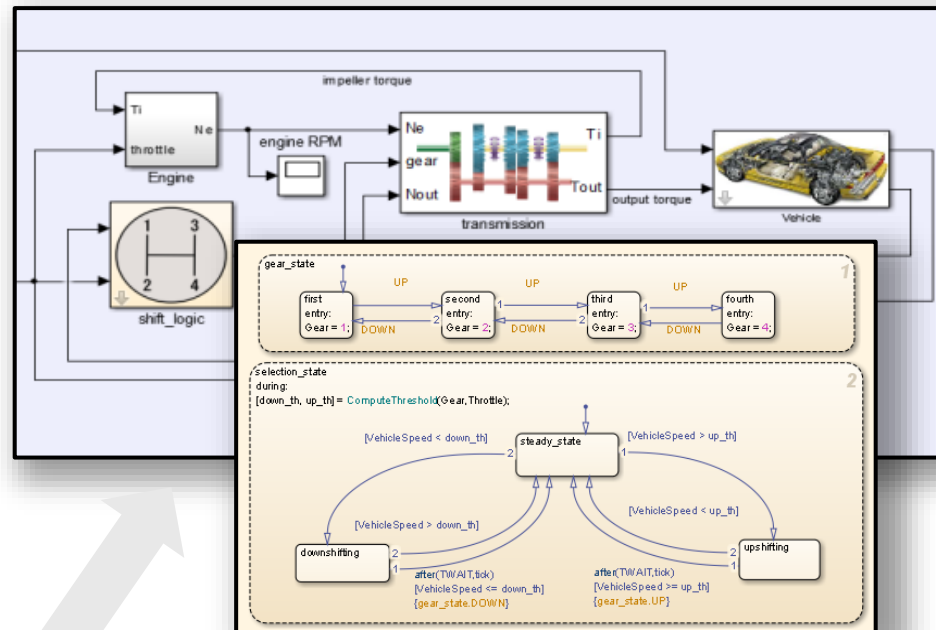 impeller torque
Ti
Ne
throttle
Engine
engine RPM
Ne
gear
Nout
Ti
Tout
transmission
output torque
Vehicle
1 3
2 4
shift_logic
gear_state
1
UP
UP
UP
first
entry:
Gear = 1;
second
entry:
Gear = 2;
third
entry:
Gear = 3;
fourth
entry:
Gear = 4;
1
1
2
2
DOWN
DOWN
DOWN
selection_state
during:
[down_th, up_th] = ComputeThreshold(Gear,Throttle);
2
steady_state
[VehicleSpeed < down_th]
[VehicleSpeed > up_th]
2
1
[VehicleSpeed > down_th]
[VehicleSpeed < up_th]
downshifting
2
1
upshifting
2
1
after(TWAIT,tick)
[VehicleSpeed <= down_th]
{gear_state.DOWN}
after(TWAIT,tick)
[VehicleSpeed >= up_th]
{gear_state.UP}